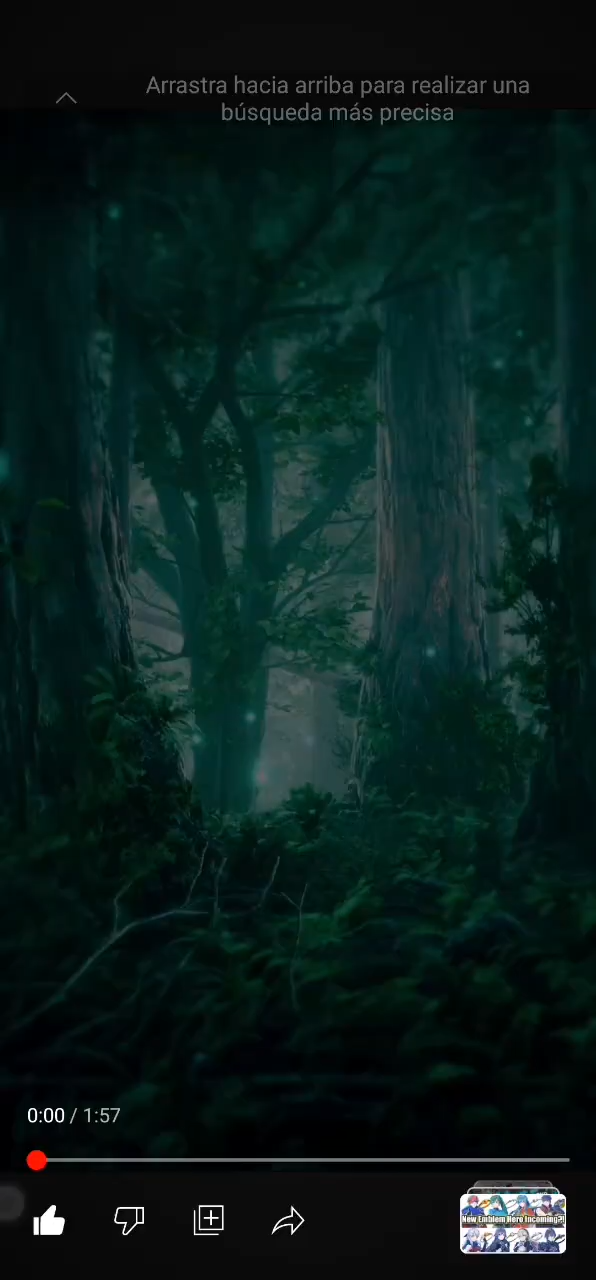 Arrastra hacia arriba para realizar una
búsqueda más precisa
0:00 / 1:57
New Emblem Hero Incoming?!